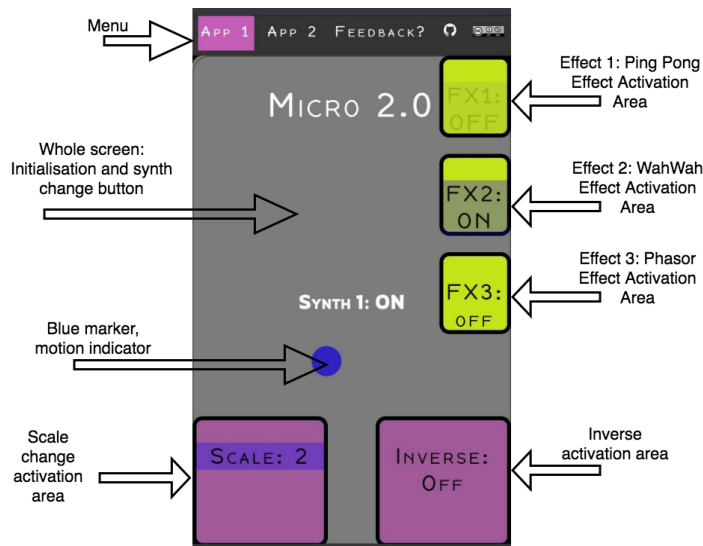 Menu
App 1 App 2 Feedback?
Micro 2.0
FX1:
OFF
Effect 1: Ping Pong
Effect Activation
Area
Whole screen:
Initialisation and synth
change button
FX2:
ON
Effect 2: WahWah
Effect Activation
Area
Synth 1: ON
FX3:
OFF
Effect 3: Phasor
Effect Activation
Area
Blue marker,
motion indicator
Scale
change
activation
area
Scale: 2
Inverse:
Off
Inverse
activation area